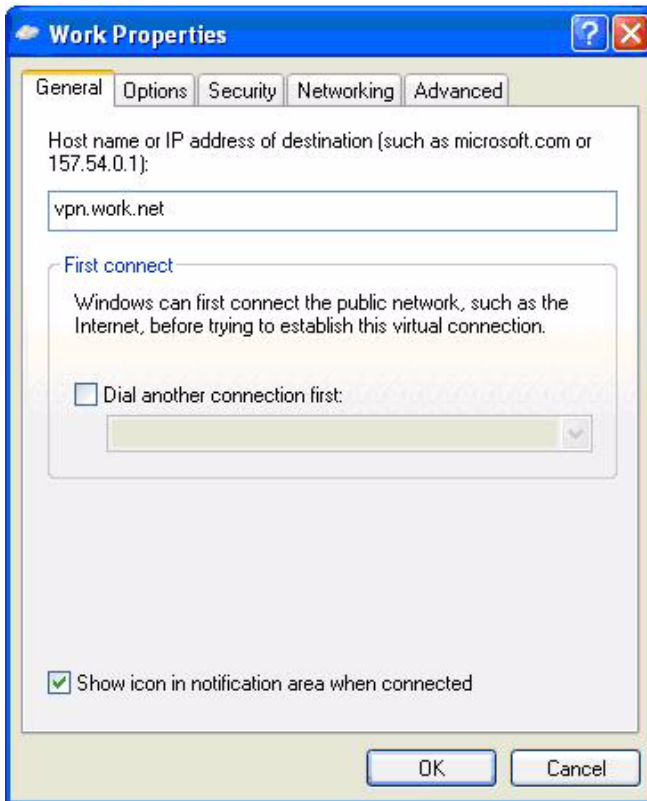 Work Properties
General Options Security Networking Advanced
Host name or IP address of destination (such as microsoft.com or
157.54.0.1):
vpn.work.net
First connect
Windows can first connect the public network, such as the
Internet, before trying to establish this virtual connection.
Dial another connection first:
Show icon in notification area when connected
OK Cancel